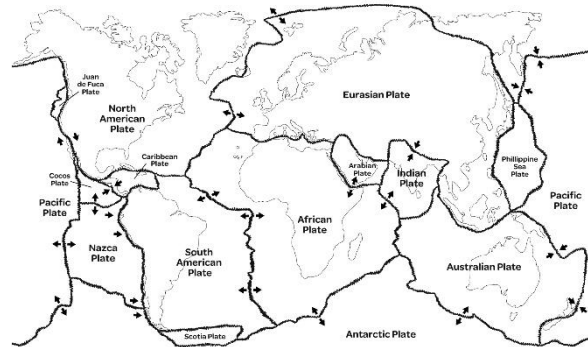 Juan
de Fuca
Plate
North
American
Plate
Eurasian Plate
Caribbean
Plate
Cocos
Plate
Pacific
Plate
Nazca
Plate
South
American
Plate
African
Plate
Arabian
Plate
Indian
Plate
Philippine
Sea
Plate
Pacific
Plate
Australian Plate
Scotia Plate
Antarctic Plate